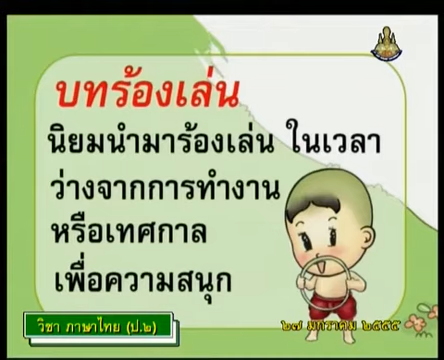 บทร้องเล่น
นิยมนำมาร้องเล่น ในเวลา
ว่างจากการทำงาน
หรือเทศกาล
เพื่อความสนุก
วิชา ภาษาไทย (ป.๒)
๒๗ มกราคม ๒๕๕๕